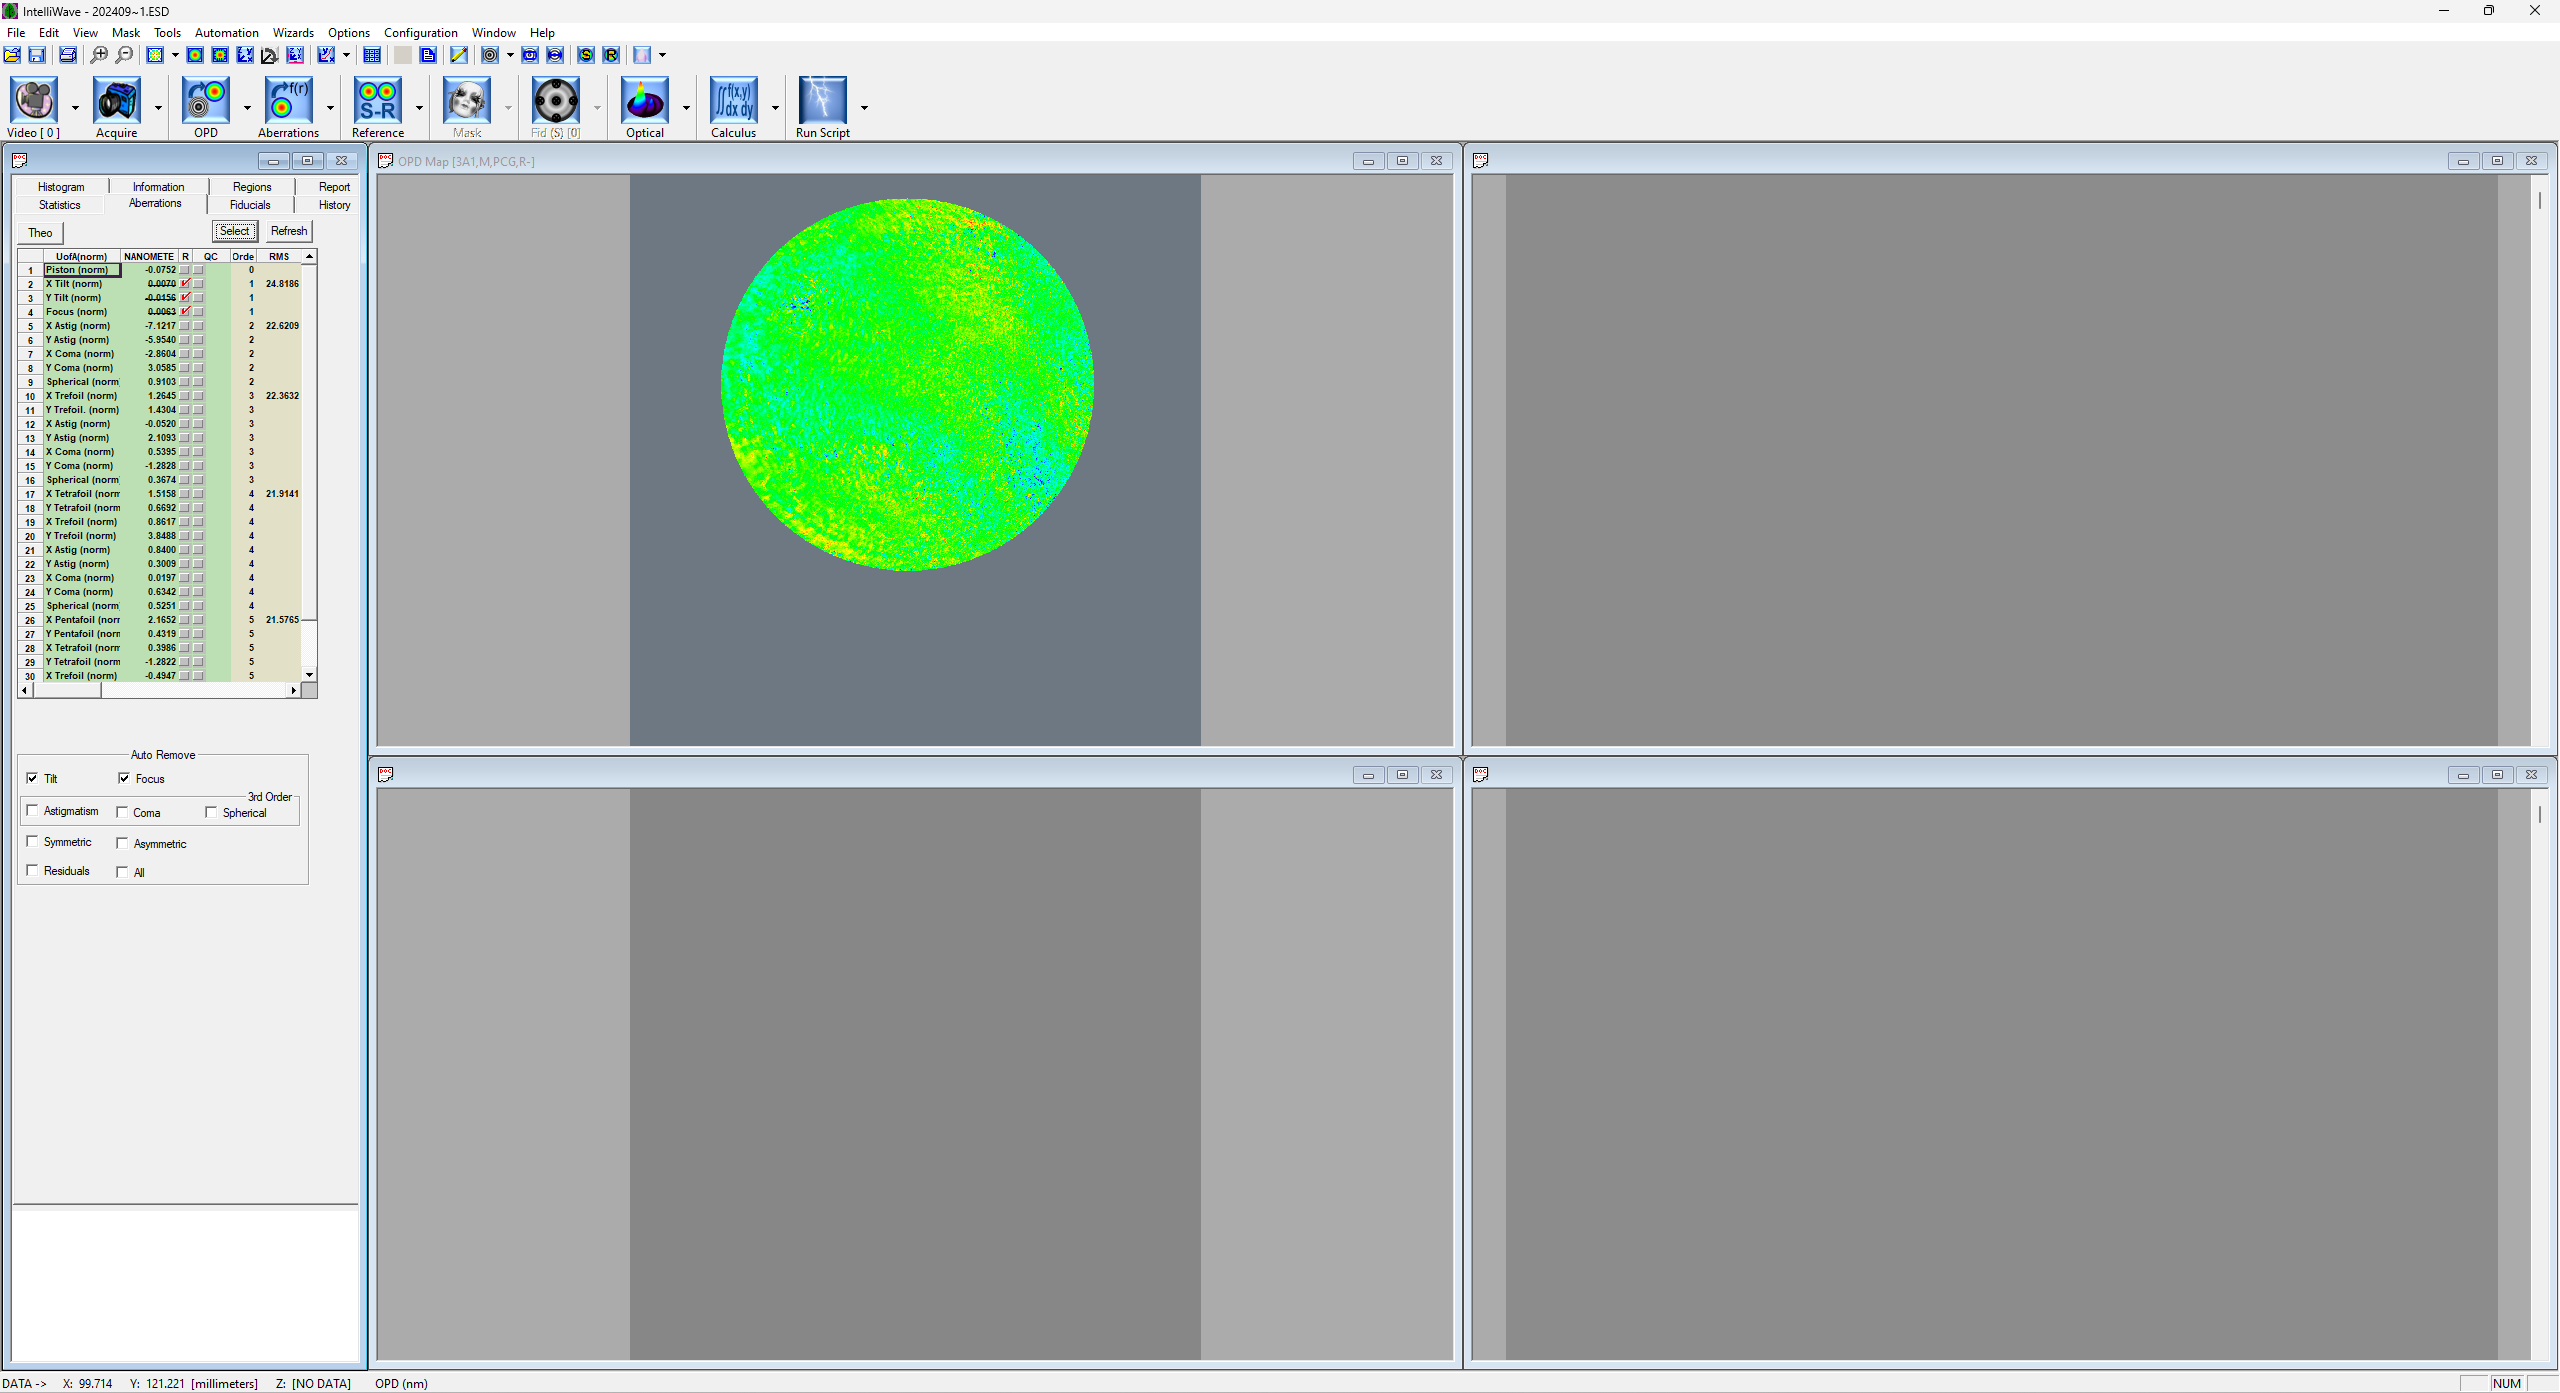 IntelliWave - 202409~1.ESD
File Edit View Mask Tools Automation Wizards Options Configuration Window Help
Video [ 0 ] Acquire OPD Aberrations Reference Mask Fid (S) [0] Optical Calculus Run Script
f(r) S-R ∫∫f(x,y) dx dy
OPD Map [3A1,M,PCG,R-]
Histogram Information Regions Report
Statistics Aberrations Fiducials History
Theo Select Refresh
UofA(norm) NANOMETE R QC Orde RMS
1 Piston (norm) -0.0752 0
2 X Tilt (norm) 0.0070 1 24.8186
3 Y Tilt (norm) -0.0156 1
4 Focus (norm) 0.0063 1
5 X Astig (norm) -7.1217 2 22.6209
6 Y Astig (norm) -5.9540 2
7 X Coma (norm) -2.8604 2
8 Y Coma (norm) 3.0585 2
9 Spherical (norm 0.9103 2
10 X Trefoil (norm) 1.2645 3 22.3632
11 Y Trefoil. (norm) 1.4304 3
12 X Astig (norm) -0.0520 3
13 Y Astig (norm) 2.1093 3
14 X Coma (norm) 0.5395 3
15 Y Coma (norm) -1.2828 3
16 Spherical (norm 0.3674 3
17 X Tetrafoil (norm 1.5158 4 21.9141
18 Y Tetrafoil (norm 0.6692 4
19 X Trefoil (norm) 0.8617 4
20 Y Trefoil (norm) 3.8488 4
21 X Astig (norm) 0.8400 4
22 Y Astig (norm) 0.3009 4
23 X Coma (norm) 0.0197 4
24 Y Coma (norm) 0.6342 4
25 Spherical (norm 0.5251 4
26 X Pentafoil (norr 2.1652 5 21.5765
27 Y Pentafoil (norr 0.4319 5
28 X Tetrafoil (norm 0.3986 5
29 Y Tetrafoil (norm -1.2822 5
30 X Trefoil (norm) -0.4947 5
Auto Remove
Tilt Focus
3rd Order
Astigmatism Coma Spherical
Symmetric Asymmetric
Residuals All
DATA -> X: 99.714 Y: 121.221 [millimeters] Z: [NO DATA] OPD (nm) NUM